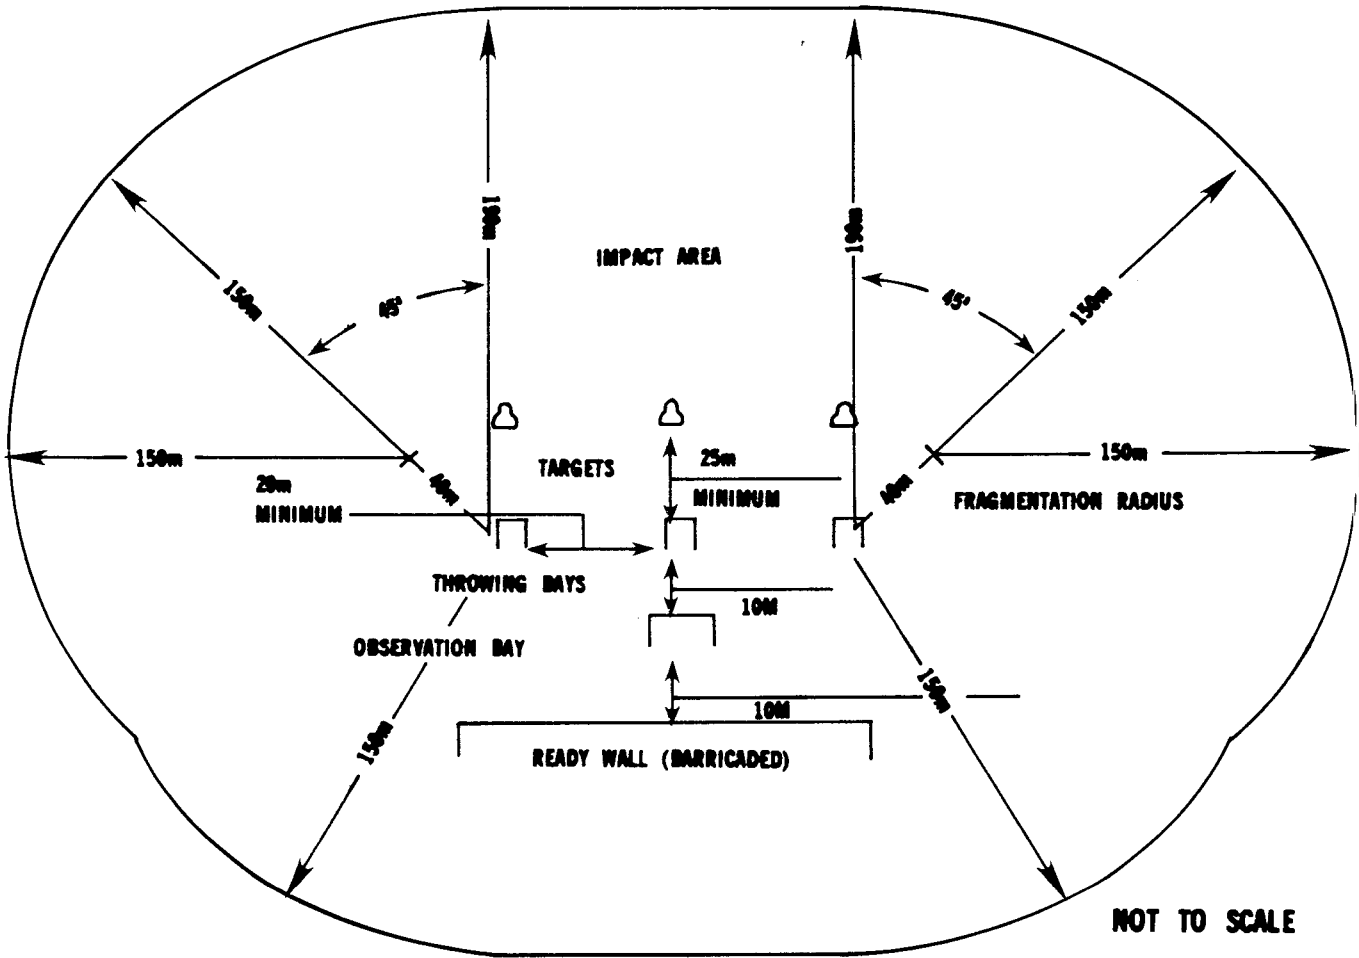 190m
190m
IMPACT AREA
150m
45°
45°
150m
150m
40m
TARGETS
25m
MINIMUM
40m
150m
20m
MINIMUM
FRAGMENTATION RADIUS
THROWING BAYS
10M
OBSERVATION BAY
150m
150m
10M
READY WALL (BARRICADED)
NOT TO SCALE